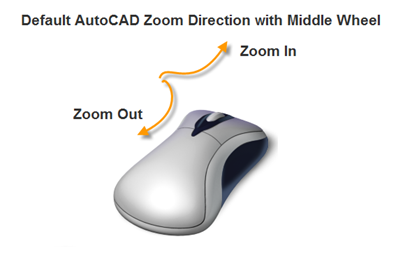 Default AutoCAD Zoom Direction with Middle Wheel
Zoom In
Zoom Out